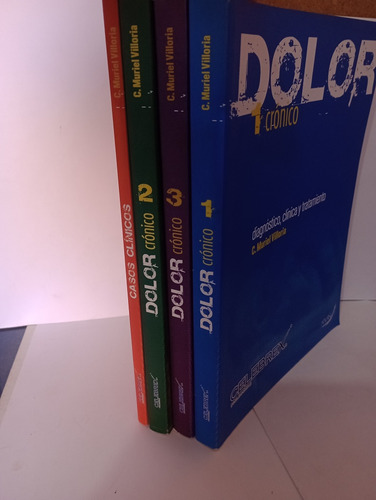 C. Muriel Villoria
CASOS CLÍNICOS
C. Muriel Villoria
DOLOR crónico 2
C. Muriel Villoria
DOLOR crónico 3
C. Muriel Villoria
DOLOR crónico 1
DOLOR
1 crónico
diagnóstico, clínica y tratamiento
C. Muriel Villoria